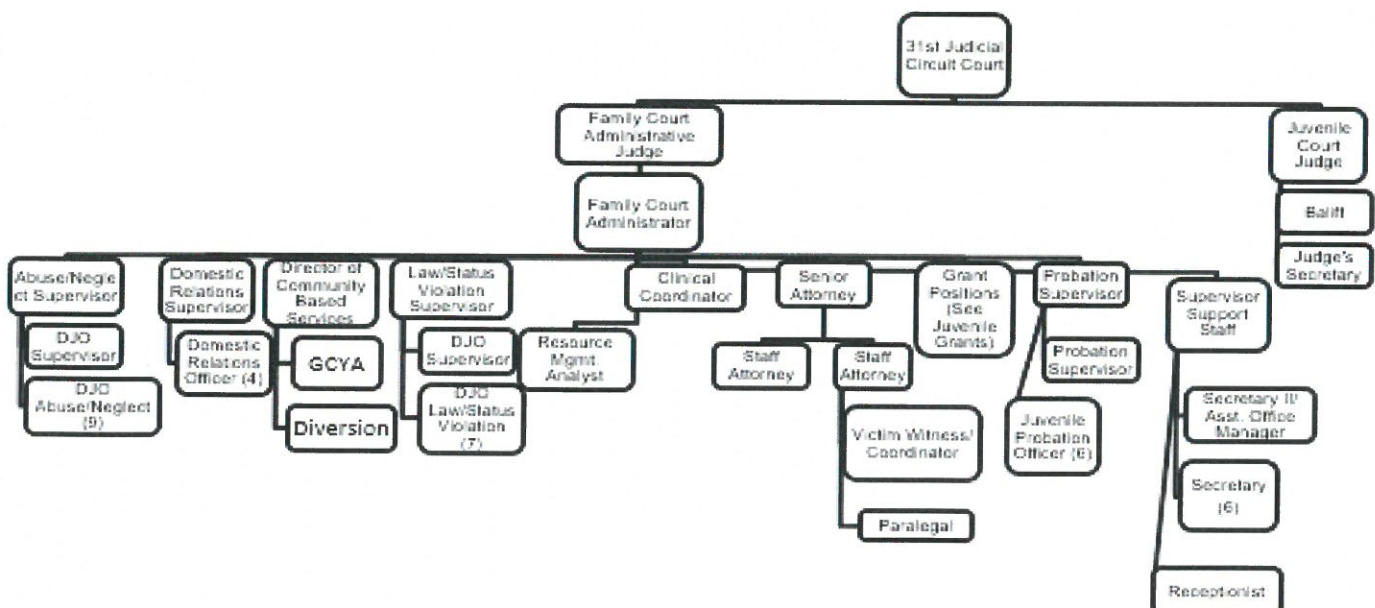 31st Judicial
Circuit Court
Family Court
Administrative
Judge
Juvenile
Court
Judge
Family Court
Administrator
Baliff
Judge's
Secretary
Abuse/Negle
ct Supervisor
DJO
Supervisor
DJO
Abuse/Neglect
(9)
Domestic
Relations
Supervisor
Domestic
Relations
Officer (4)
Director of
Community
Based
Services
GCYA
Diversion
Law/Status
Violation
Supervisor
DJO
Supervisor
DJO
Law/Status
Violation
(7)
Clinical
Coordinator
Resource
Mgmt
Analyst
Senior
Attorney
Staff
Attorney
Staff
Attorney
Victim Witness/
Coordinator
Paralegal
Grant
Positions
(See
Juvenile
Grants)
Probation
Supervisor
Probation
Supervisor
Juvenile
Probation
Officer (6)
Supervisor
Support
Staff
Secretary II/
Asst. Office
Manager
Secretary
(6)
Receptionist